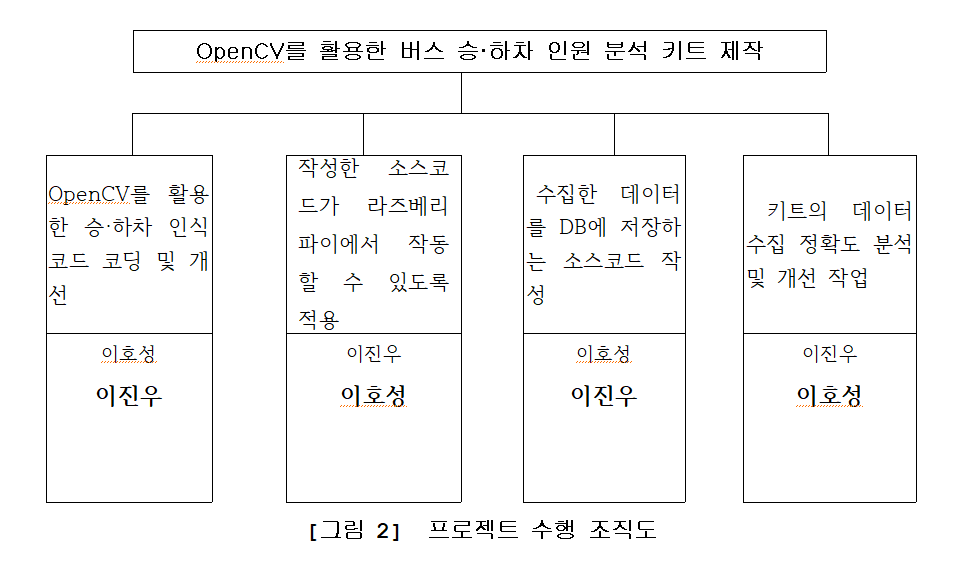 OpenCV를 활용한 버스 승·하차 인원 분석 키트 제작
OpenCV를 활용
한 승·하차 인식
코드 코딩 및 개
선
이호성
이진우
작성한 소스코
드가 라즈베리
파이에서 작동
할 수 있도록
적용
이진우
이호성
수집한 데이터
를 DB에 저장하
는 소스코드 작
성
이호성
이진우
키트의 데이터
수집 정확도 분석
및 개선 작업
이진우
이호성
[그림 2] 프로젝트 수행 조직도